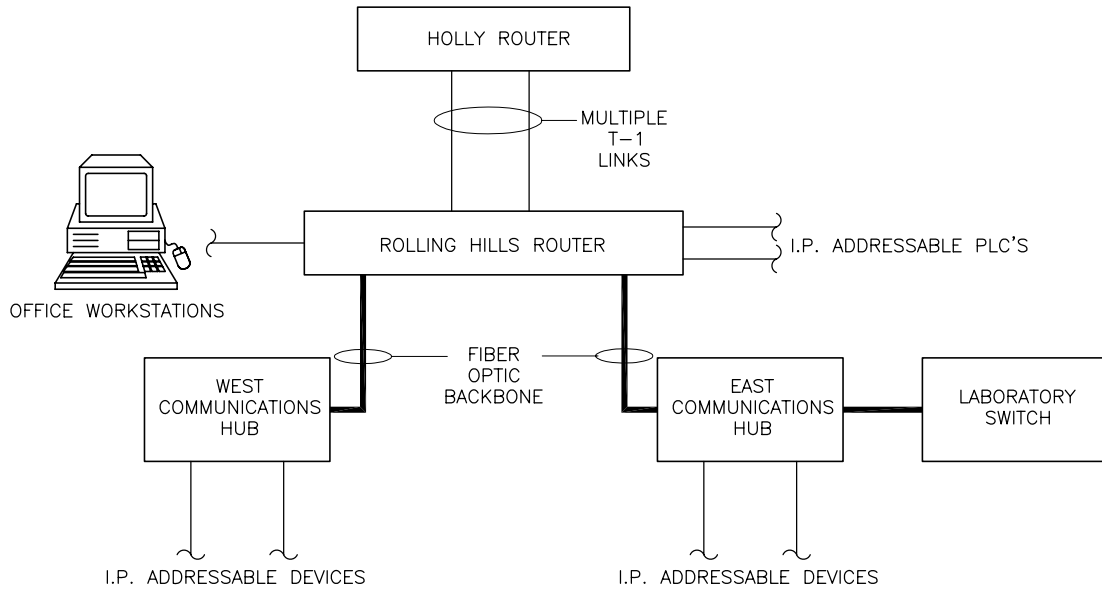 HOLLY ROUTER
MULTIPLE
T-1
LINKS
ROLLING HILLS ROUTER
I.P. ADDRESSABLE PLC'S
OFFICE WORKSTATIONS
FIBER
OPTIC
BACKBONE
WEST
COMMUNICATIONS
HUB
EAST
COMMUNICATIONS
HUB
LABORATORY
SWITCH
I.P. ADDRESSABLE DEVICES
I.P. ADDRESSABLE DEVICES